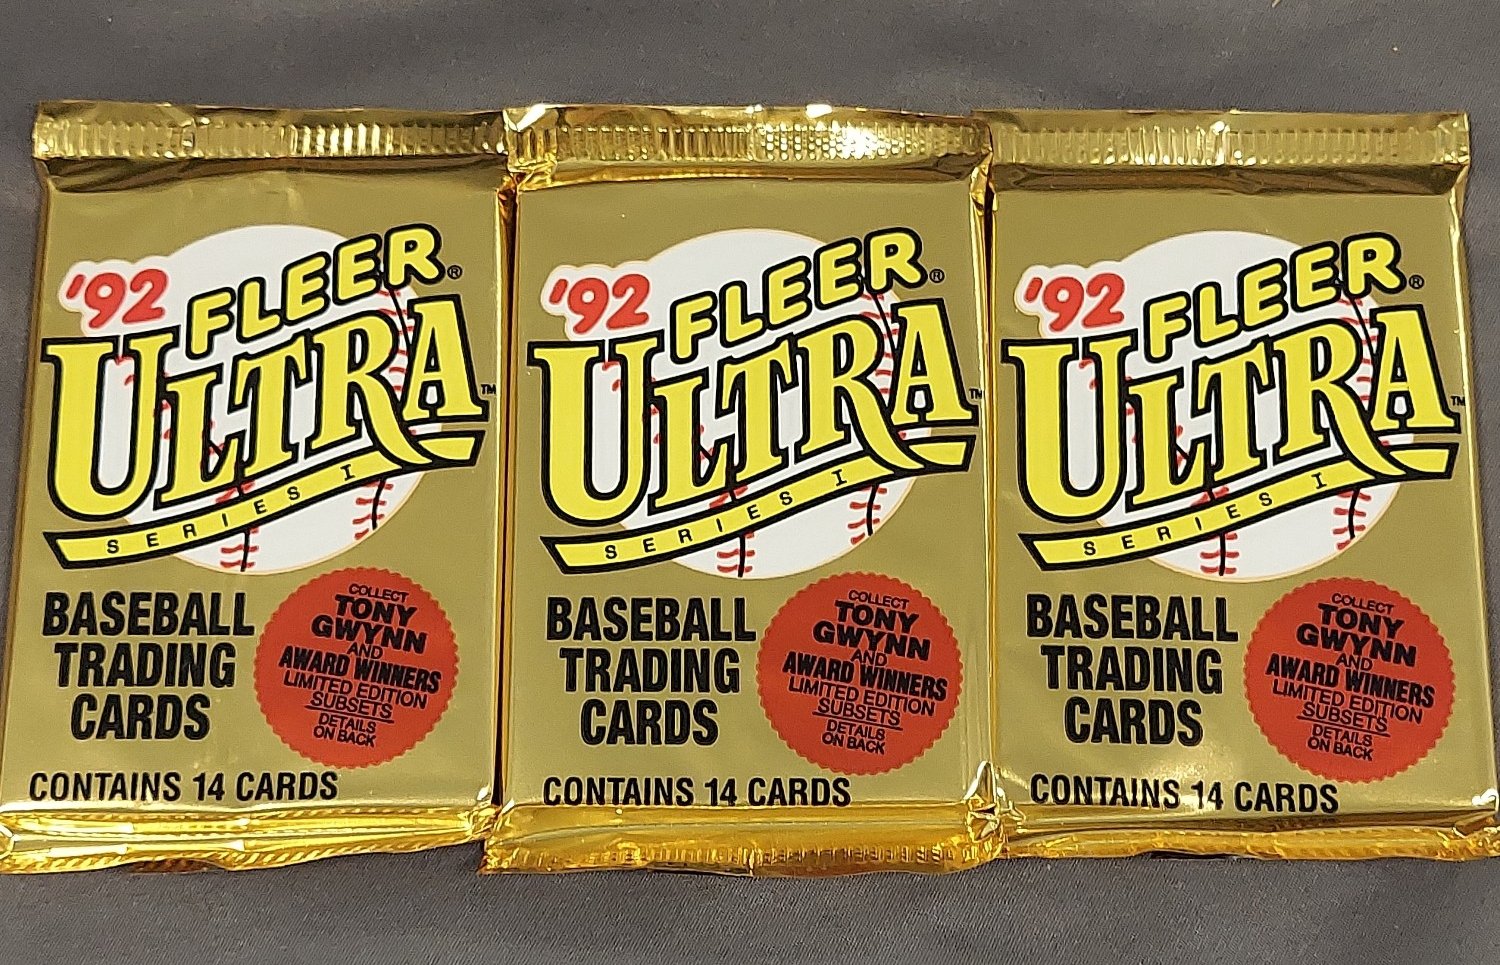 '92 FLEER®
ULTRA™
SERIES I
BASEBALL
TRADING
CARDS
COLLECT
TONY
GWYNN
AND
AWARD WINNERS
LIMITED EDITION
SUBSETS
DETAILS
ON BACK
CONTAINS 14 CARDS
'92 FLEER®
ULTRA™
SERIES I
BASEBALL
TRADING
CARDS
COLLECT
TONY
GWYNN
AND
AWARD WINNERS
LIMITED EDITION
SUBSETS
DETAILS
ON BACK
CONTAINS 14 CARDS
'92 FLEER®
ULTRA™
SERIES I
BASEBALL
TRADING
CARDS
COLLECT
TONY
GWYNN
AND
AWARD WINNERS
LIMITED EDITION
SUBSETS
DETAILS
ON BACK
CONTAINS 14 CARDS